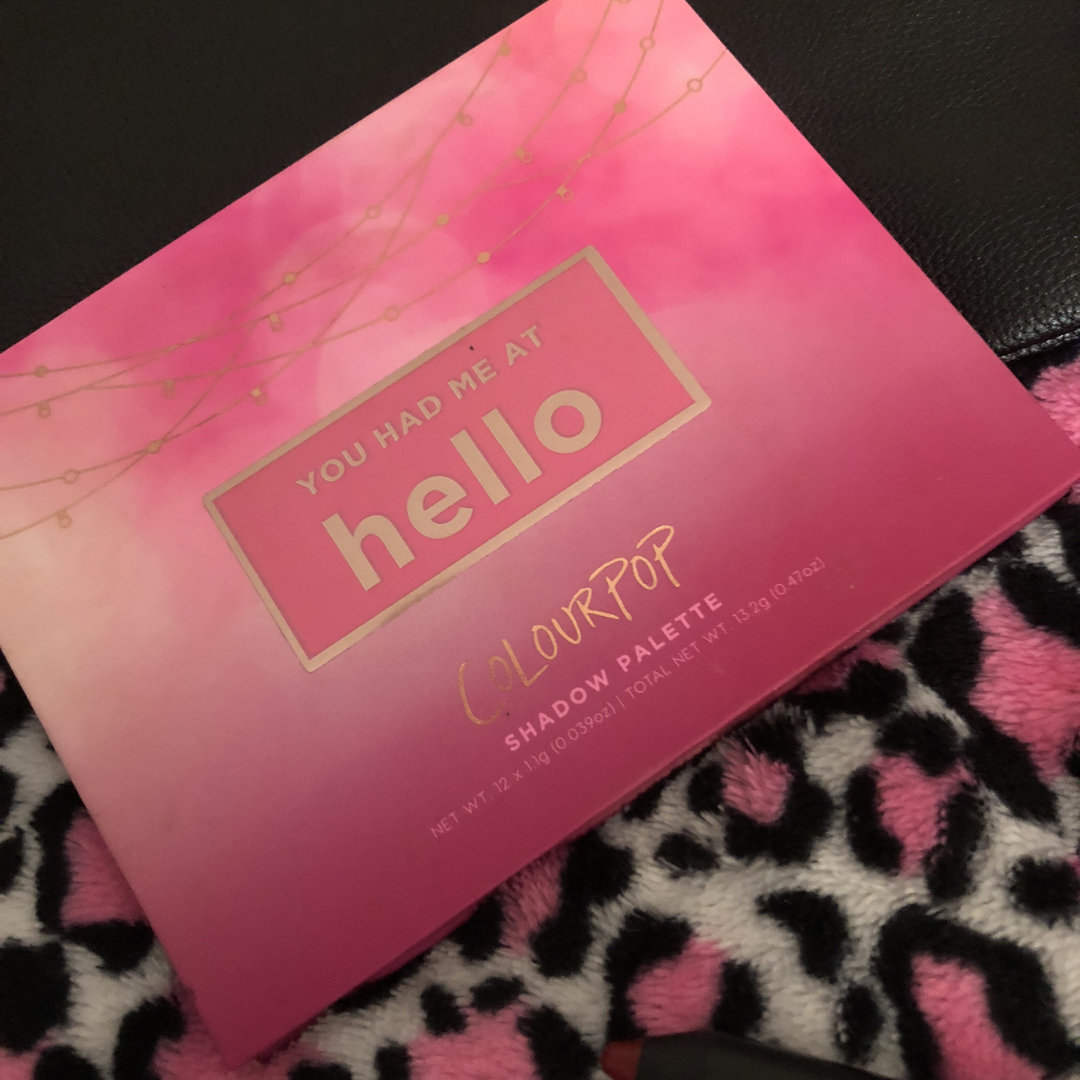 YOU HAD ME AT
hello
COLOURPOP
SHADOW PALETTE
NET WT. 12 x 1.1g (0.039oz) | TOTAL NET WT. 13.2g (0.47oz)